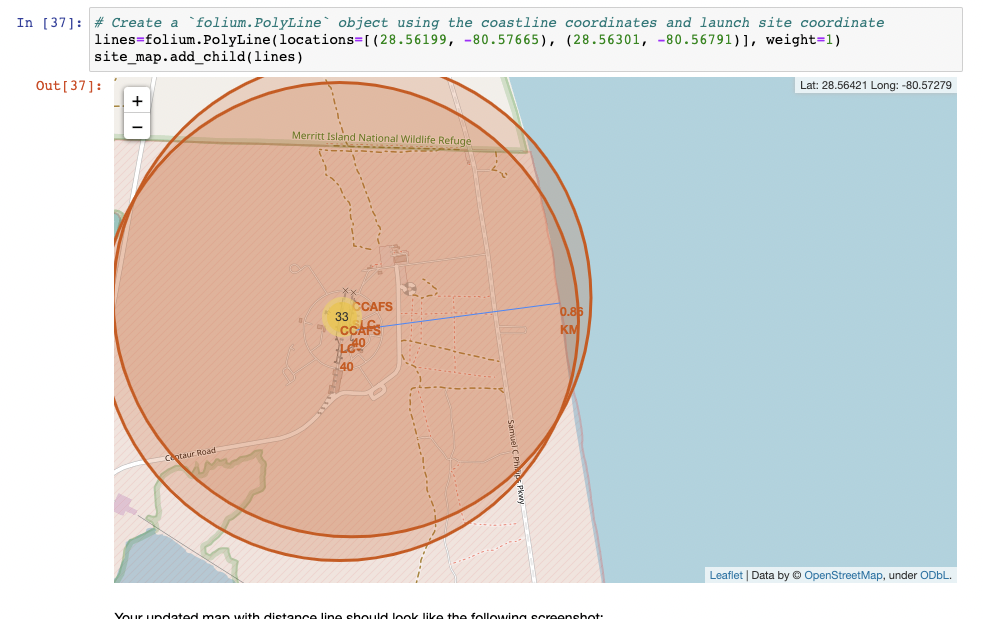 In [37]: # Create a `folium.PolyLine` object using the coastline coordinates and launch site coordinate
lines=folium.PolyLine(locations=[(28.56199, -80.57665), (28.56301, -80.56791)], weight=1)
site_map.add_child(lines)
Out[37]:
+
−
Lat: 28.56421 Long: -80.57279
Merritt Island National Wildlife Refuge
33
CCAFS
SLC-
40
CCAFS
LC-
40
0.86
KM
Samuel C Phillips Pkwy
Centaur Road
Leaflet | Data by © OpenStreetMap, under ODbL.
Your updated map with distance line should look like the following screenshot: